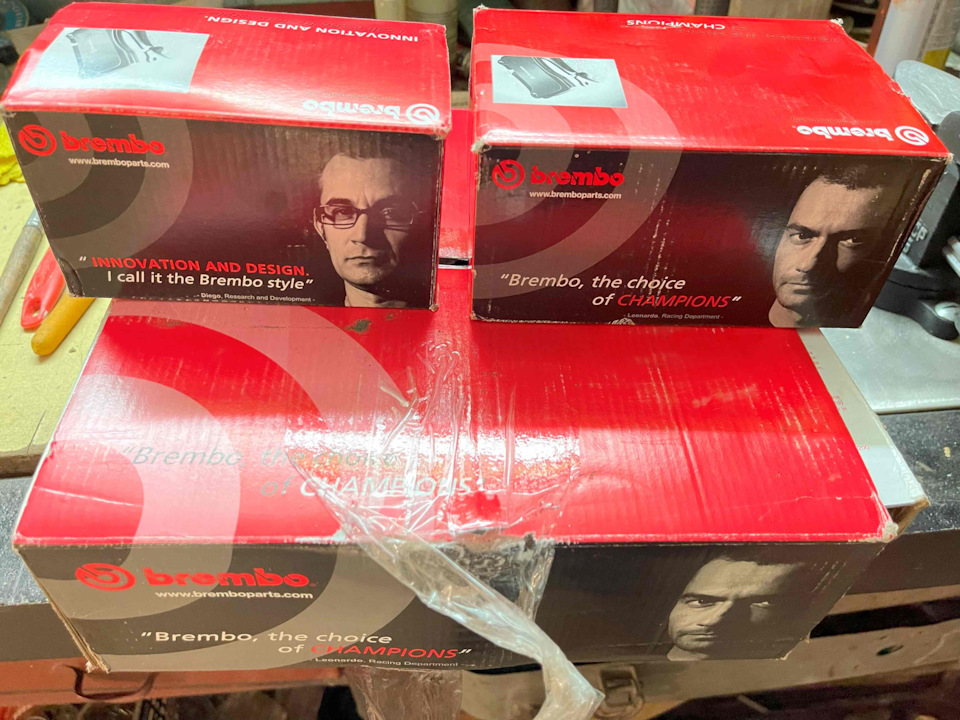 INNOVATION AND DESIGN.
brembo
brembo
www.bremboparts.com
" INNOVATION AND DESIGN.
I call it the Brembo style"
- Diego, Research and Development -
CHAMPIONS
brembo
brembo
www.bremboparts.com
"Brembo, the choice
of CHAMPIONS"
- Leonardo, Racing Department -
"Brembo, the choice
of CHAMPIONS"
brembo
www.bremboparts.com
"Brembo, the choice
of CHAMPIONS"
- Leonardo, Racing Department -